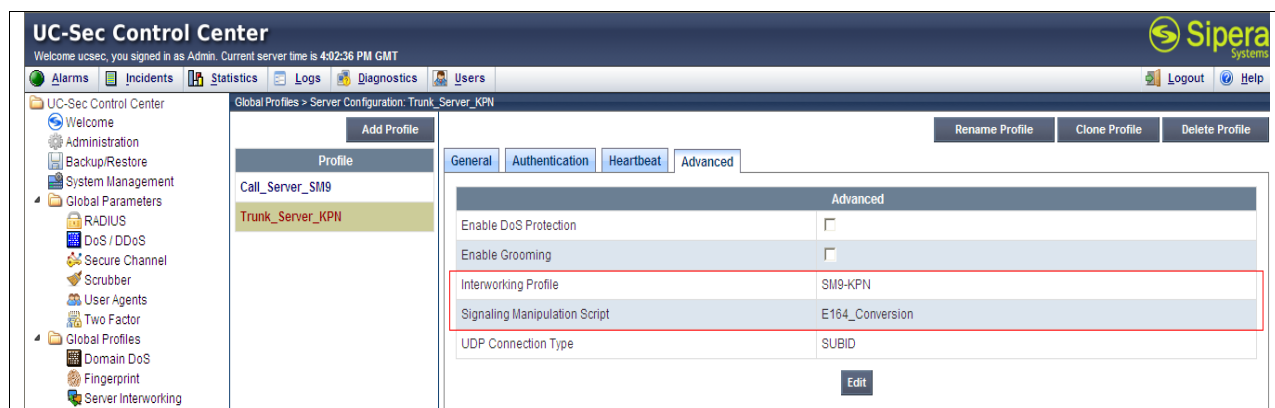 UC-Sec Control Center
Sipera
Systems
Welcome ucsec, you signed in as Admin. Current server time is 4:02:36 PM GMT
Alarms Incidents Statistics Logs Diagnostics Users Logout Help
UC-Sec Control Center
Welcome
Administration
Backup/Restore
System Management
Global Parameters
RADIUS
DoS / DDoS
Secure Channel
Scrubber
User Agents
Two Factor
Global Profiles
Domain DoS
Fingerprint
Server Interworking
Global Profiles > Server Configuration: Trunk_Server_KPN
Add Profile
Profile
Call_Server_SM9
Trunk_Server_KPN
Rename Profile Clone Profile Delete Profile
General Authentication Heartbeat Advanced
Advanced
Enable DoS Protection
Enable Grooming
Interworking Profile SM9-KPN
Signaling Manipulation Script E164_Conversion
UDP Connection Type SUBID
Edit